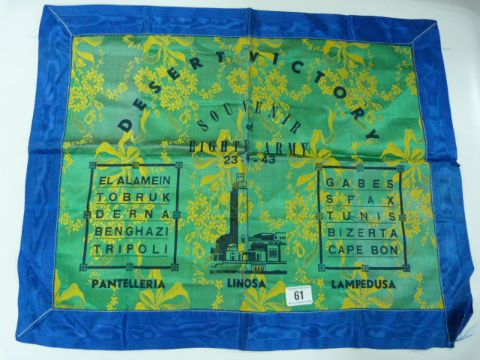 DESERT VICTORY
SOUVENIR
of
EIGHTH ARMY
23-1-43
EL ALAMEIN
TOBRUK
DERNA
BENGHAZI
TRIPOLI
GABES
SFAX
TUNIS
BIZERTA
CAPE BON
PANTELLERIA
LINOSA
LAMPEDUSA
61